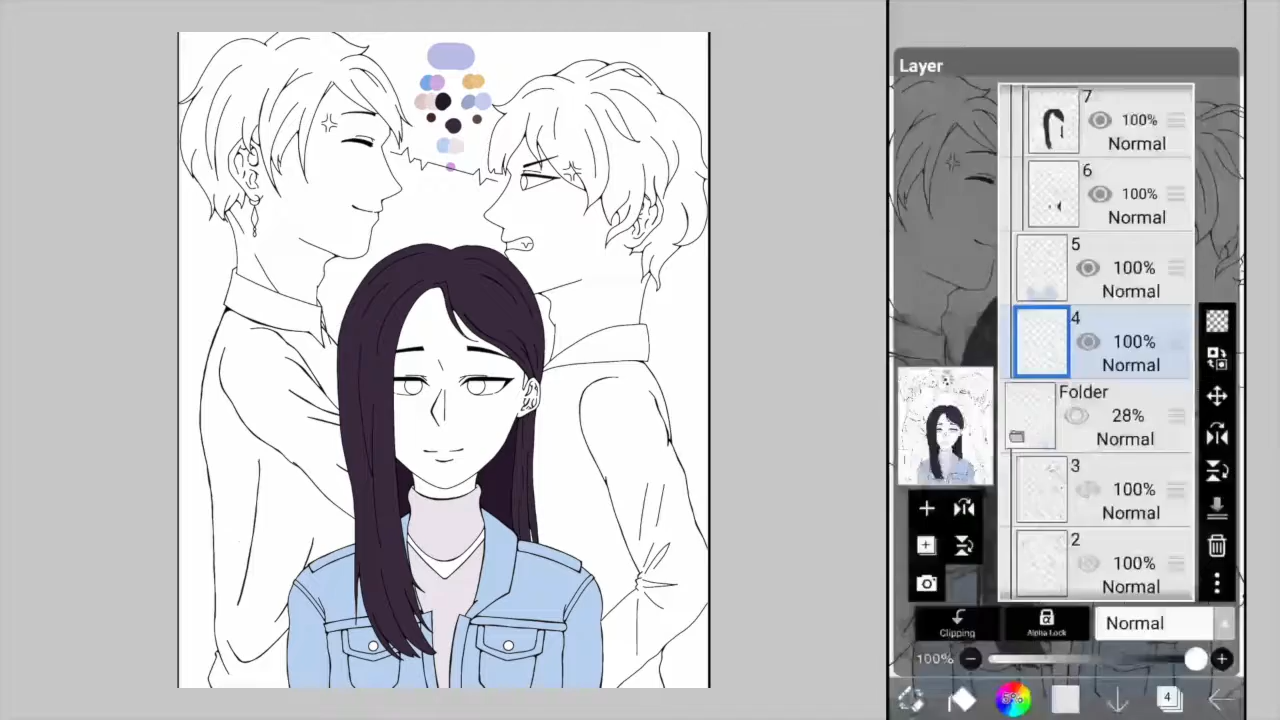 Layer
7
100%
Normal
6
100%
Normal
5
100%
Normal
4
100%
Normal
Folder
28%
Normal
3
100%
Normal
2
100%
Normal
Clipping
Alpha Lock
Normal
100%
4